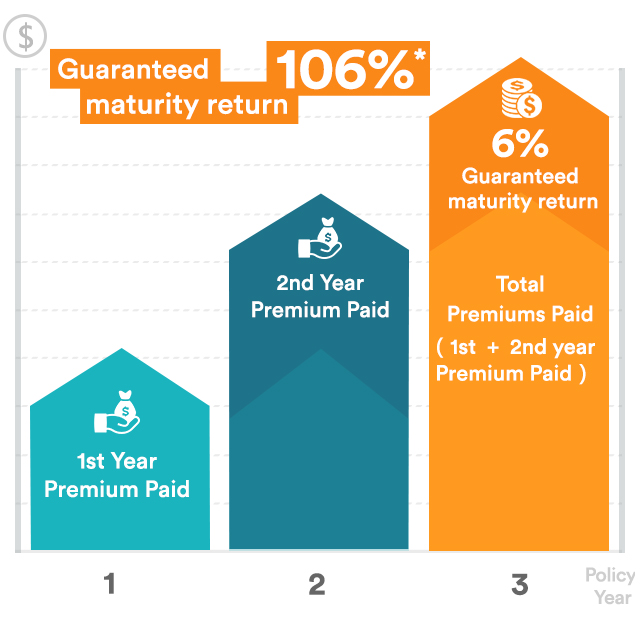 $
Guaranteed
maturity return
106%*
6%
Guaranteed
maturity return
$
2nd Year
Premium Paid
Total
Premiums Paid
( 1st + 2nd year
Premium Paid )
$
1st Year
Premium Paid
1
2
3
Policy
Year